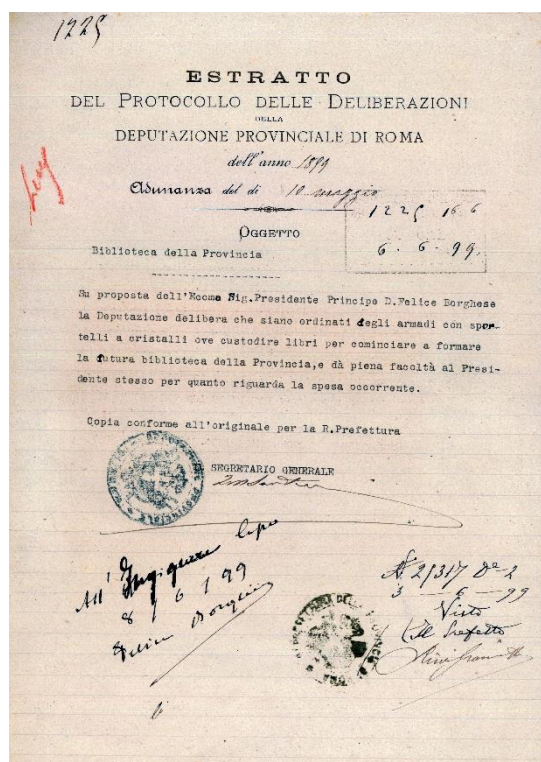 1225
ESTRATTO
DEL PROTOCOLLO DELLE DELIBERAZIONI
DELLA
DEPUTAZIONE PROVINCIALE DI ROMA
dell'anno 1899
Adunanza del dì 10 maggio
1225 16.6
6.6.99.
OGGETTO
Biblioteca della Provincia
Su proposta dell'Eccmo Sig.Presidente Principe D.Felice Borghese
la Deputazione delibera che siano ordinati degli armadi con spor-
telli a cristalli ove custodire libri per cominciare a formare
la futura biblioteca della Provincia,e dà piena facoltà al Presi-
dente stesso per quanto riguarda la spesa occorrente.
Copia conforme all'originale per la R.Prefettura
SEGRETARIO GENERALE
All' Ingegnere Capo
8/6/99
Felice Borghese
N. 21317 Dne 2
3-6-99
Visto
Il Prefetto